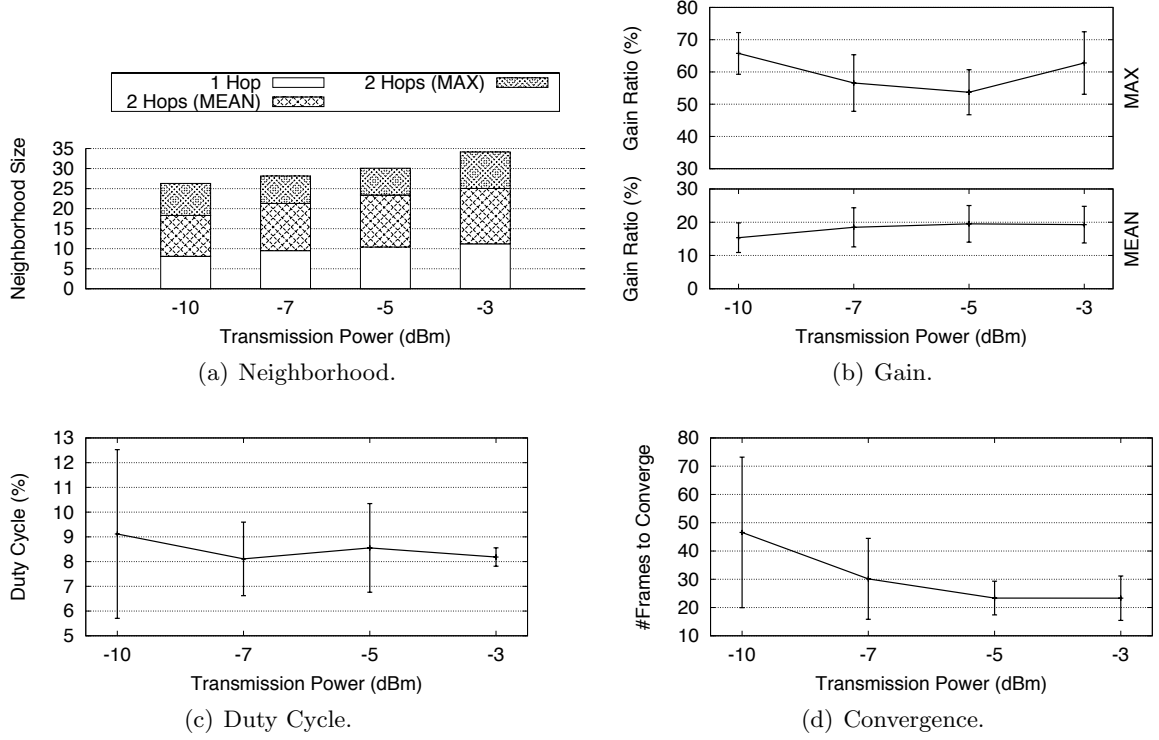 1 Hop
2 Hops (MEAN)
2 Hops (MAX)
Neighborhood Size
35
30
25
20
15
10
5
0
-10 -7 -5 -3
Transmission Power (dBm)
(a) Neighborhood.
Gain Ratio (%)
80
70
60
50
40
30
MAX
Gain Ratio (%)
30
20
10
0
MEAN
-10 -7 -5 -3
Transmission Power (dBm)
(b) Gain.
Duty Cycle (%)
13
12
11
10
9
8
7
6
5
-10 -7 -5 -3
Transmission Power (dBm)
(c) Duty Cycle.
#Frames to Converge
80
70
60
50
40
30
20
10
-10 -7 -5 -3
Transmission Power (dBm)
(d) Convergence.